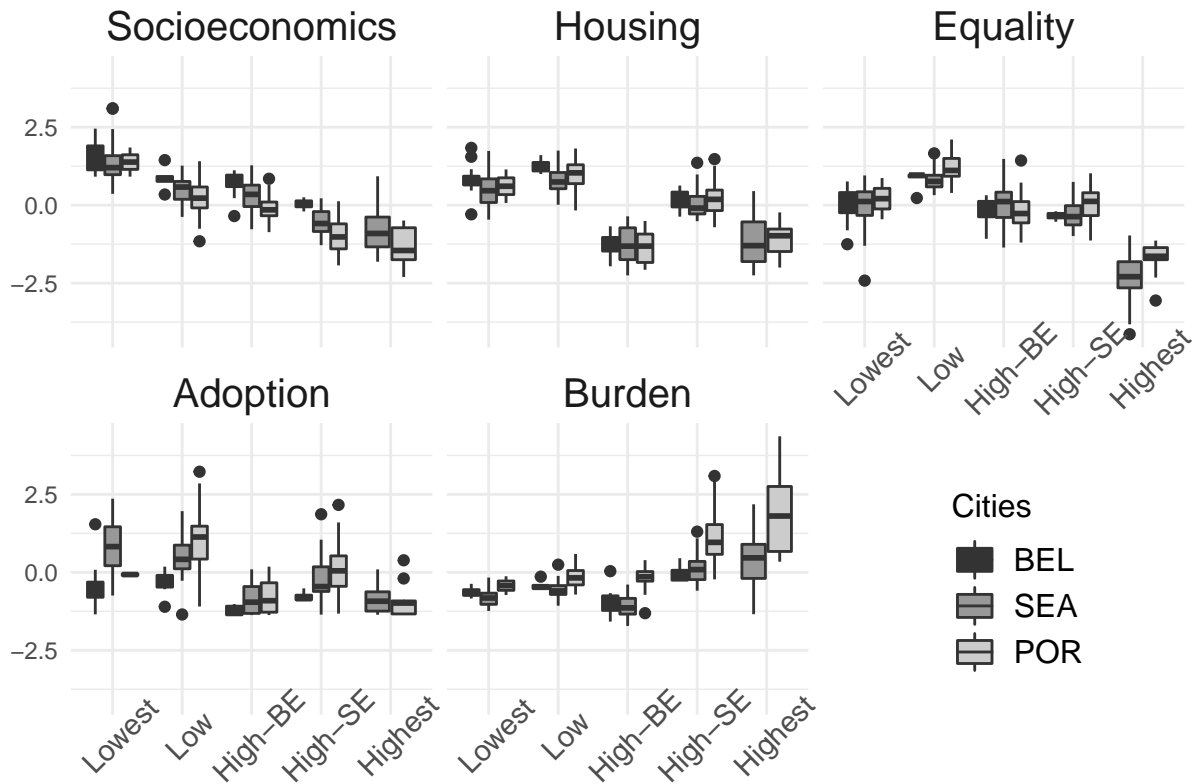 Socioeconomics Housing Equality
2.5
0.0
−2.5
Lowest Low High−BE High−SE Highest
Adoption Burden
2.5
0.0
−2.5
Lowest Low High−BE High−SE Highest
Lowest Low High−BE High−SE Highest
Cities
BEL
SEA
POR